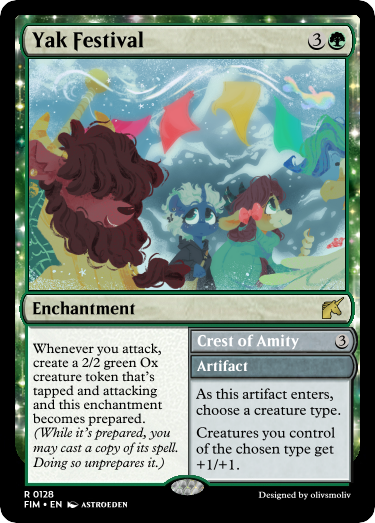 Yak Festival 3
Enchantment
Whenever you attack,
create a 2/2 green Ox
creature token that's
tapped and attacking
and this enchantment
becomes prepared.
(While it's prepared, you
may cast a copy of its spell.
Doing so unprepares it.)
Crest of Amity 3
Artifact
As this artifact enters,
choose a creature type.
Creatures you control
of the chosen type get
+1/+1.
R 0128
FIM • EN ASTROEDEN
Designed by olivsmoliv